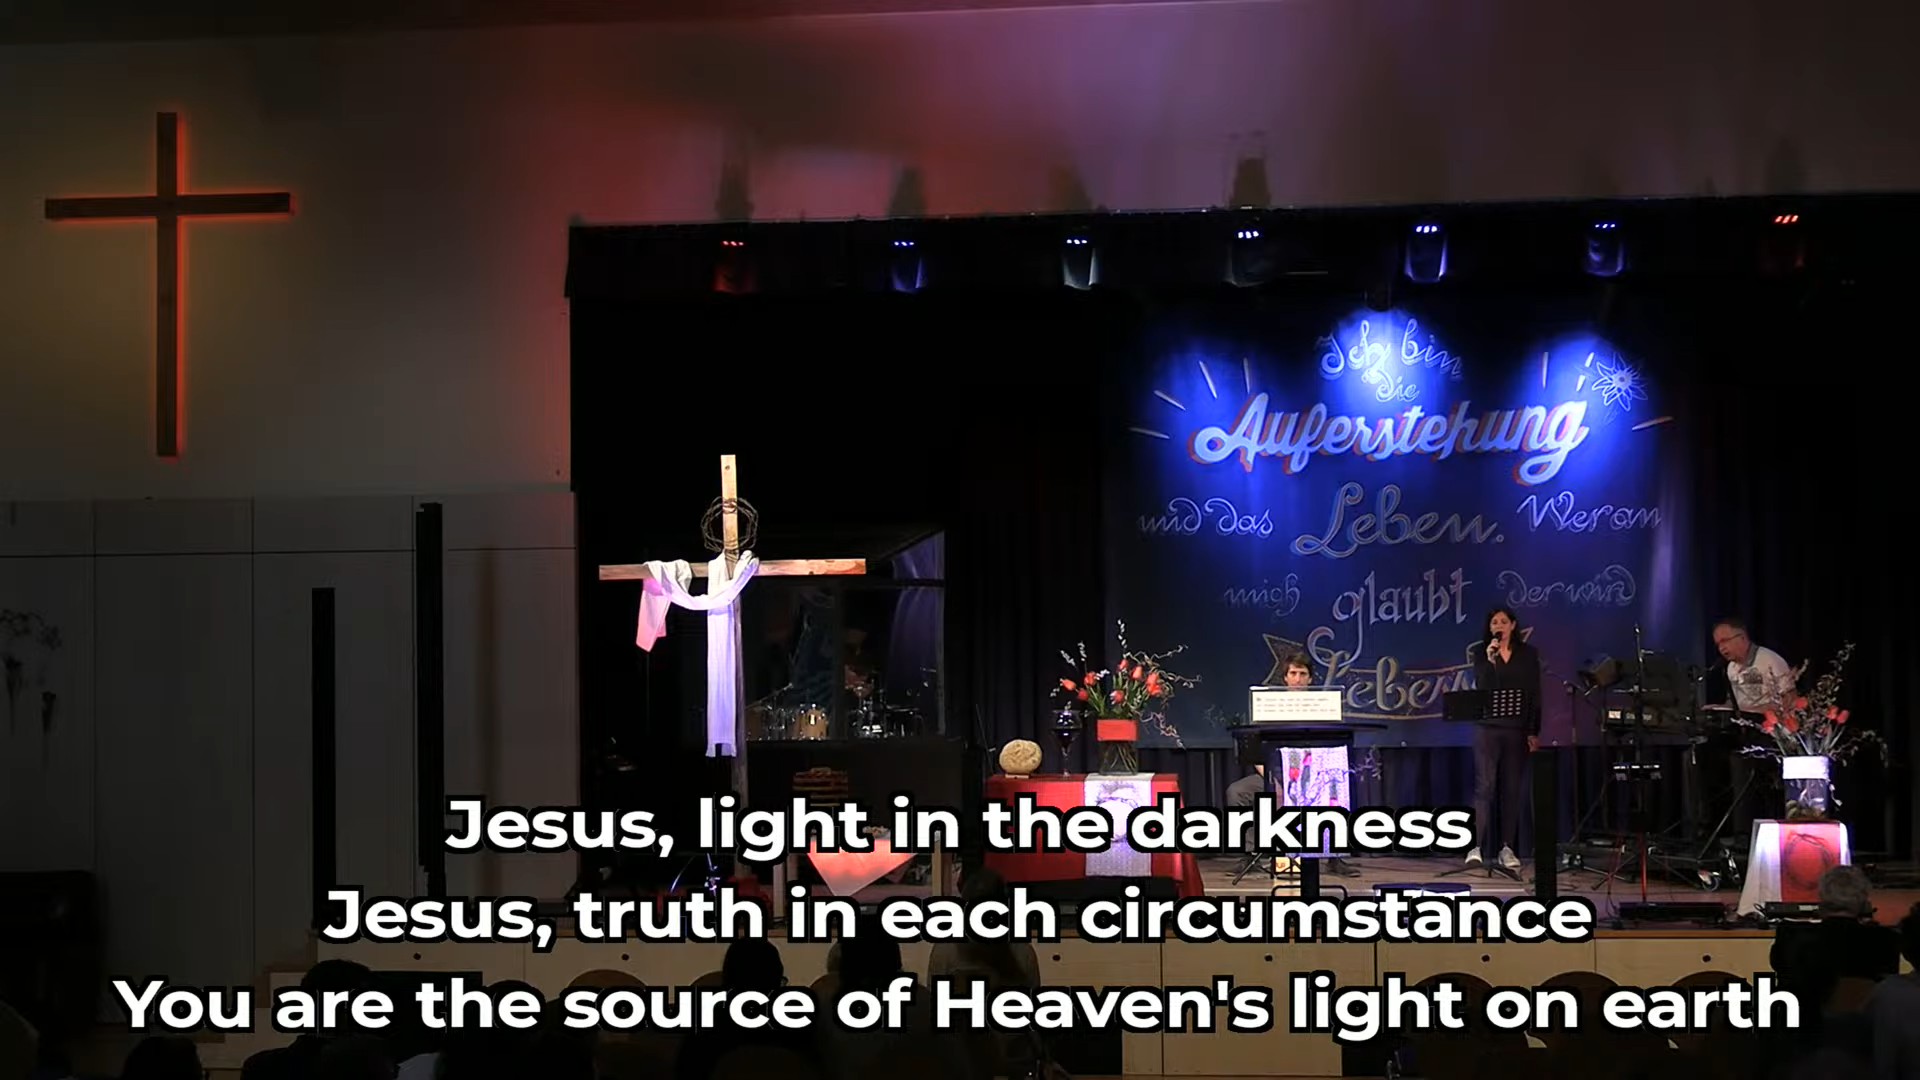 Ich bin
die
Auferstehung
und das Leben. Wer an
mich glaubt der wird
Leben
Jesus, light in the darkness
Jesus, truth in each circumstance
You are the source of Heaven's light on earth